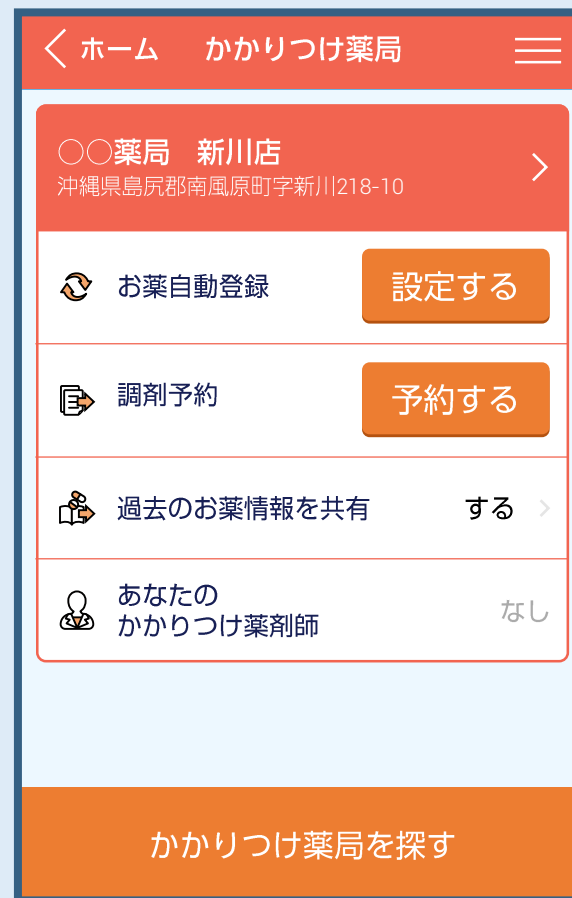 ホーム　かかりつけ薬局
○○薬局　新川店
沖縄県島尻郡南風原町字新川218-10
お薬自動登録　設定する
調剤予約　予約する
過去のお薬情報を共有　する
あなたの
かかりつけ薬剤師　なし
かかりつけ薬局を探す